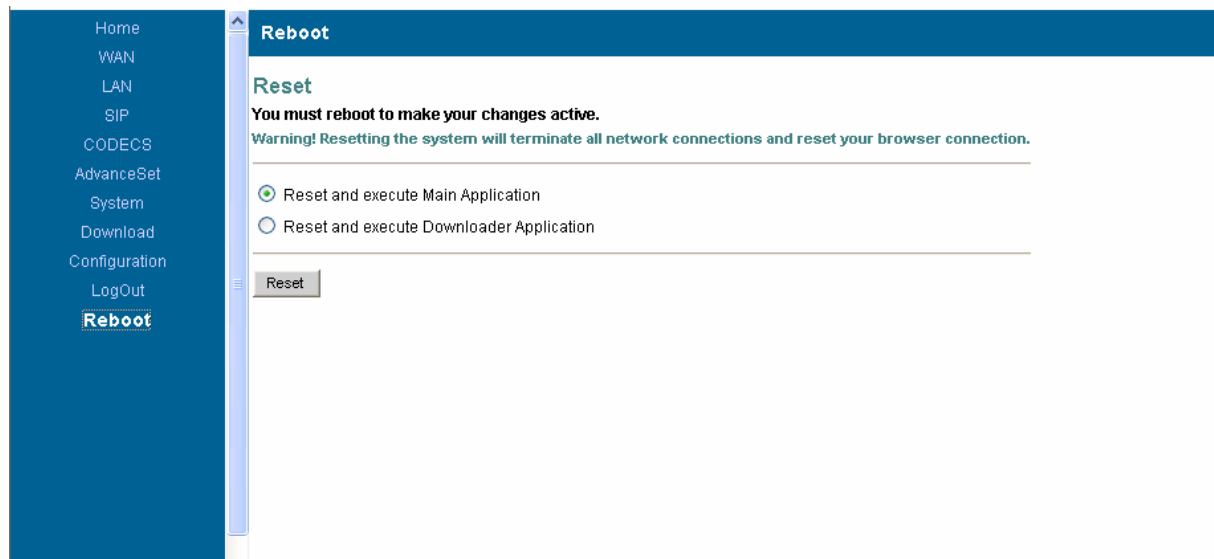 Home
WAN
LAN
SIP
CODECS
AdvanceSet
System
Download
Configuration
LogOut
Reboot
Reboot
Reset
You must reboot to make your changes active.
Warning! Resetting the system will terminate all network connections and reset your browser connection.
Reset and execute Main Application
Reset and execute Downloader Application
Reset